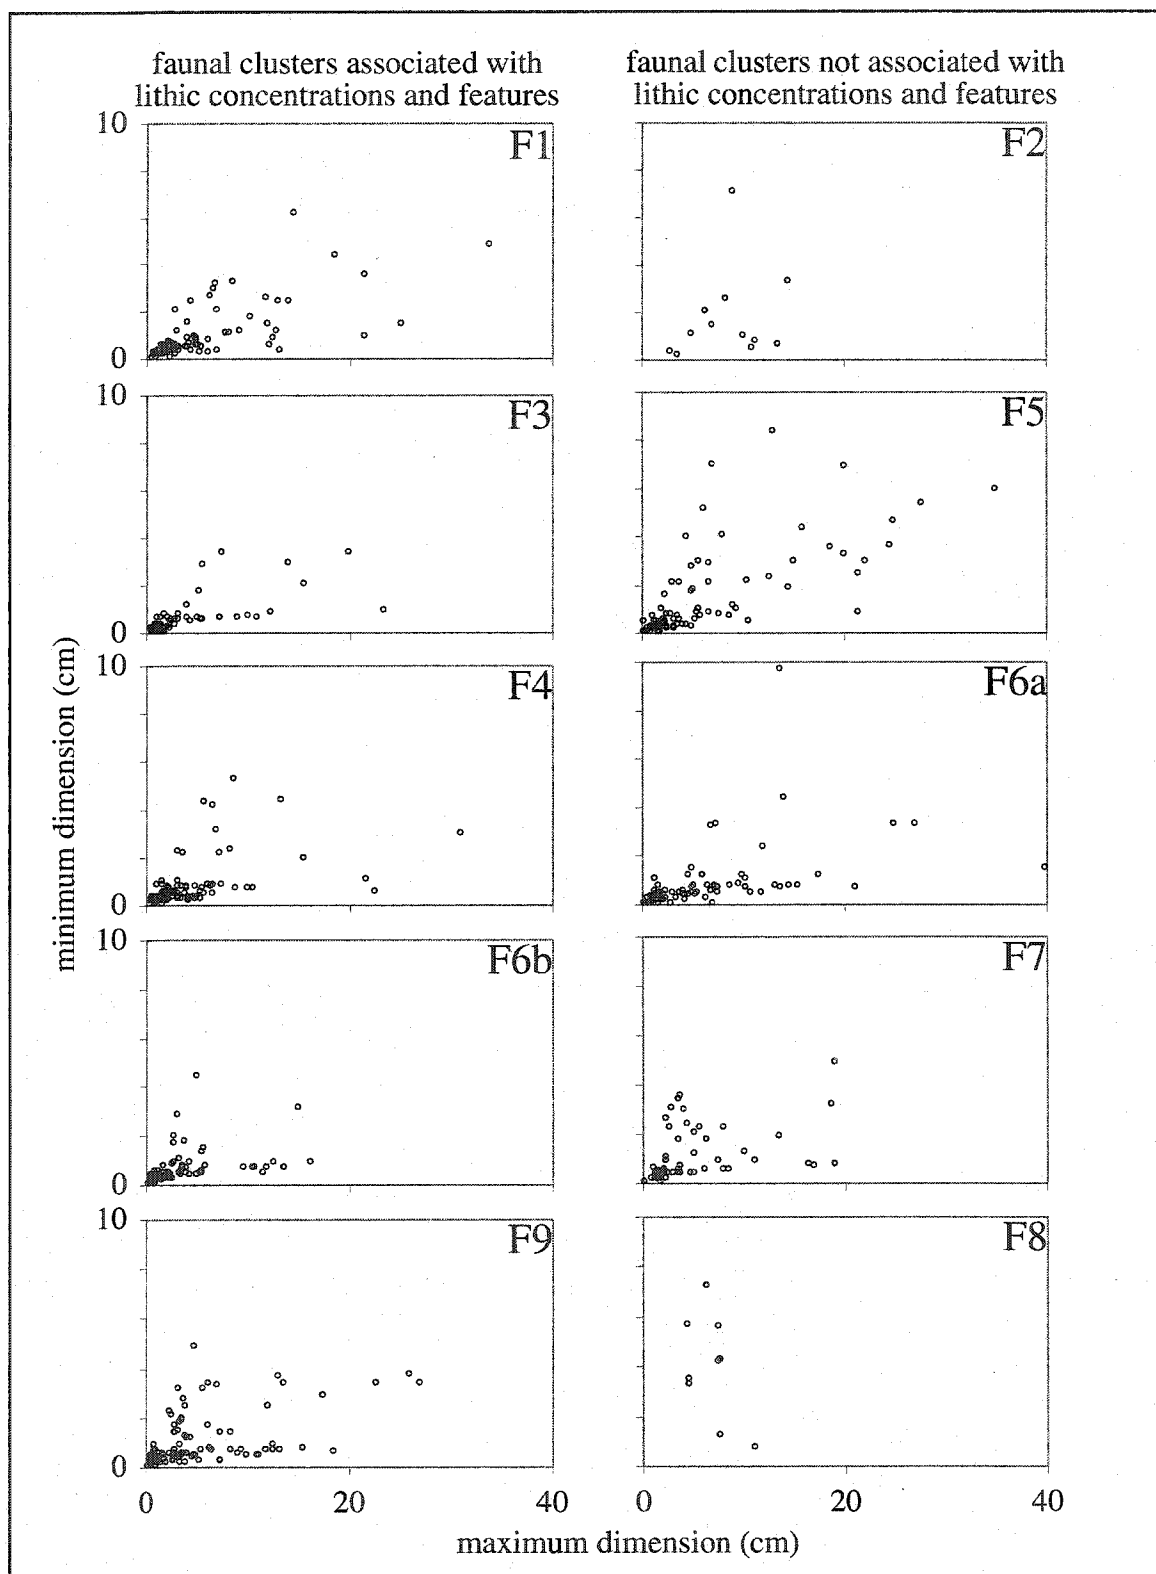 faunal clusters associated with
lithic concentrations and features
faunal clusters not associated with
lithic concentrations and features
10
F1
F2
0
10
F3
F5
0
10
F4
F6a
0
10
F6b
F7
0
10
F9
F8
0
0 20 40
0 20 40
minimum dimension (cm)
maximum dimension (cm)